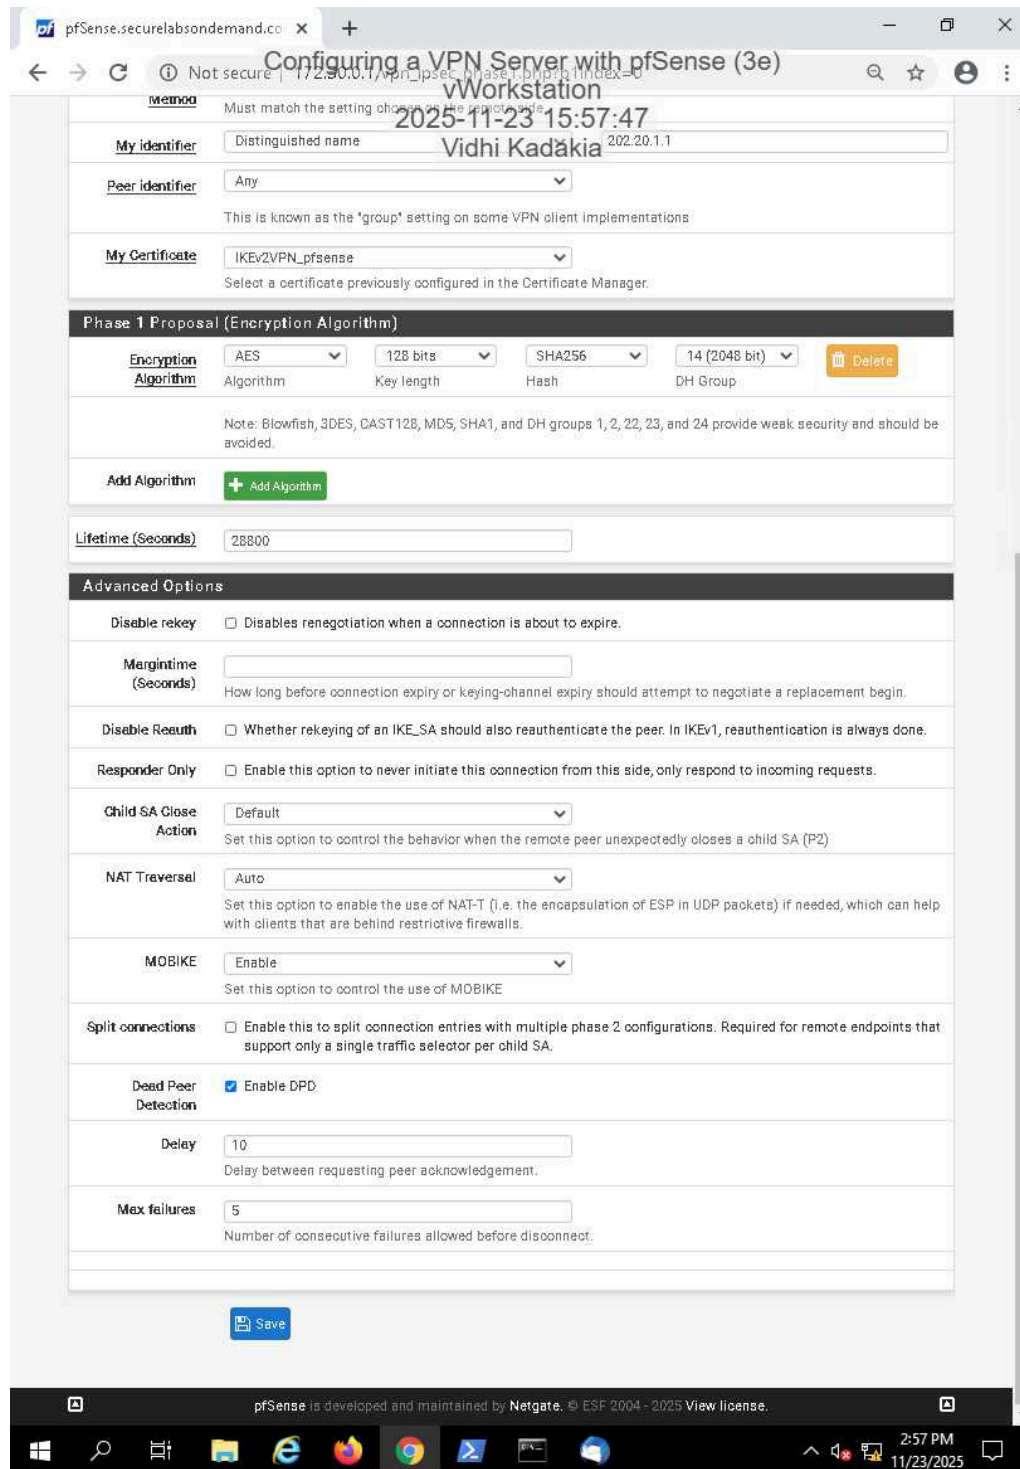 pfSense.securelabsondemand.co
Configuring a VPN Server with pfSense (3e)
vWorkstation
2025-11-23 15:57:47
Vidhi Kadakia
Not secure | 172.30.0.1/vpn_ipsec_phase1.php?p1index=0
Method
Must match the setting chosen on the remote side.
My identifier Distinguished name 202.20.1.1
Peer identifier Any
This is known as the "group" setting on some VPN client implementations
My Certificate IKEv2VPN_pfsense
Select a certificate previously configured in the Certificate Manager.
Phase 1 Proposal (Encryption Algorithm)
Encryption Algorithm AES 128 bits SHA256 14 (2048 bit) Delete
Algorithm Key length Hash DH Group
Note: Blowfish, 3DES, CAST128, MD5, SHA1, and DH groups 1, 2, 22, 23, and 24 provide weak security and should be
avoided.
Add Algorithm Add Algorithm
Lifetime (Seconds) 28800
Advanced Options
Disable rekey Disables renegotiation when a connection is about to expire.
Margintime
(Seconds)
How long before connection expiry or keying-channel expiry should attempt to negotiate a replacement begin.
Disable Reauth Whether rekeying of an IKE_SA should also reauthenticate the peer. In IKEv1, reauthentication is always done.
Responder Only Enable this option to never initiate this connection from this side, only respond to incoming requests.
Child SA Close
Action
Default
Set this option to control the behavior when the remote peer unexpectedly closes a child SA (P2)
NAT Traversal Auto
Set this option to enable the use of NAT-T (i.e. the encapsulation of ESP in UDP packets) if needed, which can help
with clients that are behind restrictive firewalls.
MOBIKE Enable
Set this option to control the use of MOBIKE
Split connections Enable this to split connection entries with multiple phase 2 configurations. Required for remote endpoints that
support only a single traffic selector per child SA.
Dead Peer
Detection
Enable DPD
Delay 10
Delay between requesting peer acknowledgement.
Max failures 5
Number of consecutive failures allowed before disconnect.
Save
pfSense is developed and maintained by Netgate. © ESF 2004 - 2025 View license.
2:57 PM
11/23/2025